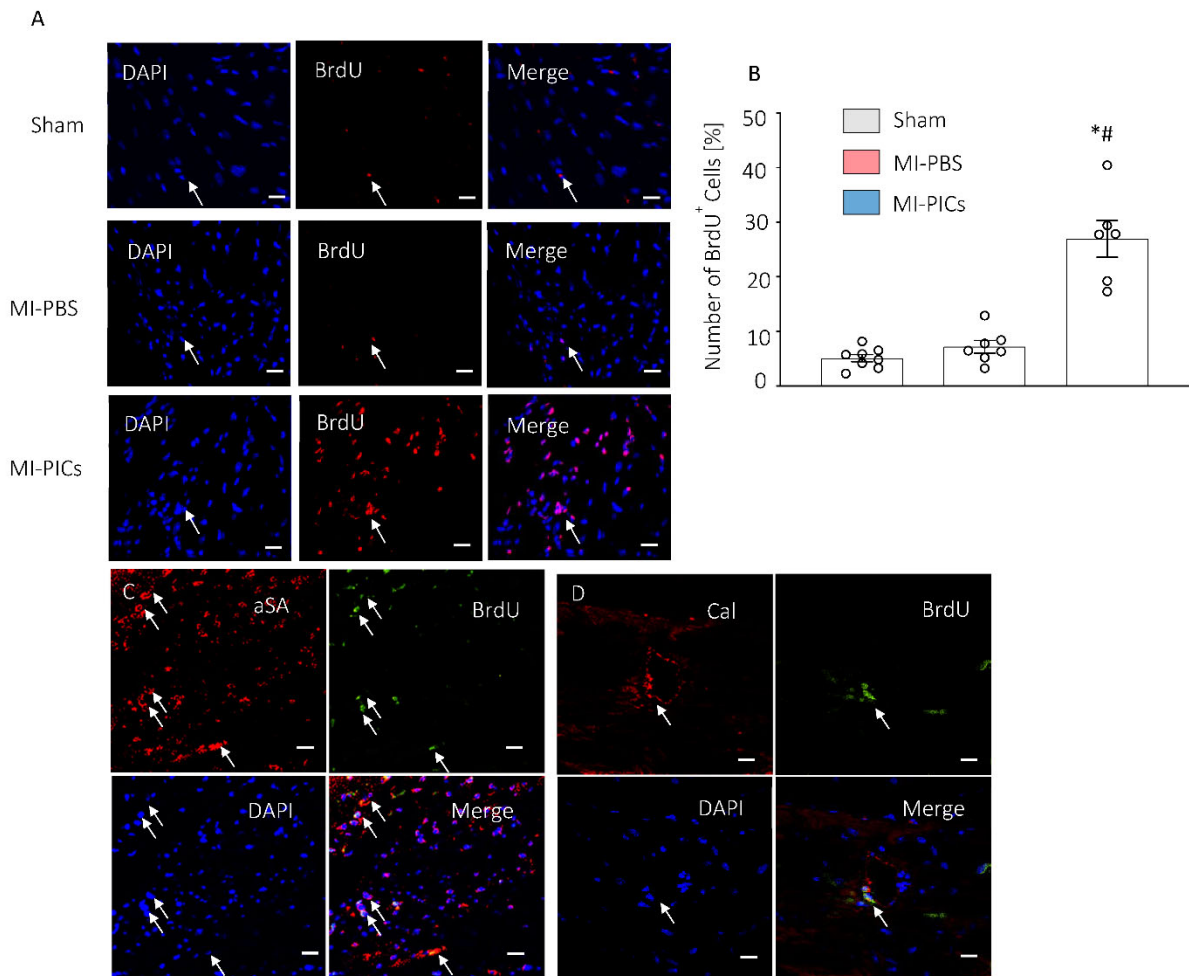 A
DAPI
BrdU
Merge
Sham
DAPI
BrdU
Merge
MI-PBS
DAPI
BrdU
Merge
MI-PICs
B
Sham
MI-PBS
MI-PICs
*#
Number of BrdU⁺ Cells [%]
50
40
30
20
10
0
C
aSA
BrdU
DAPI
Merge
D
Cal
BrdU
DAPI
Merge